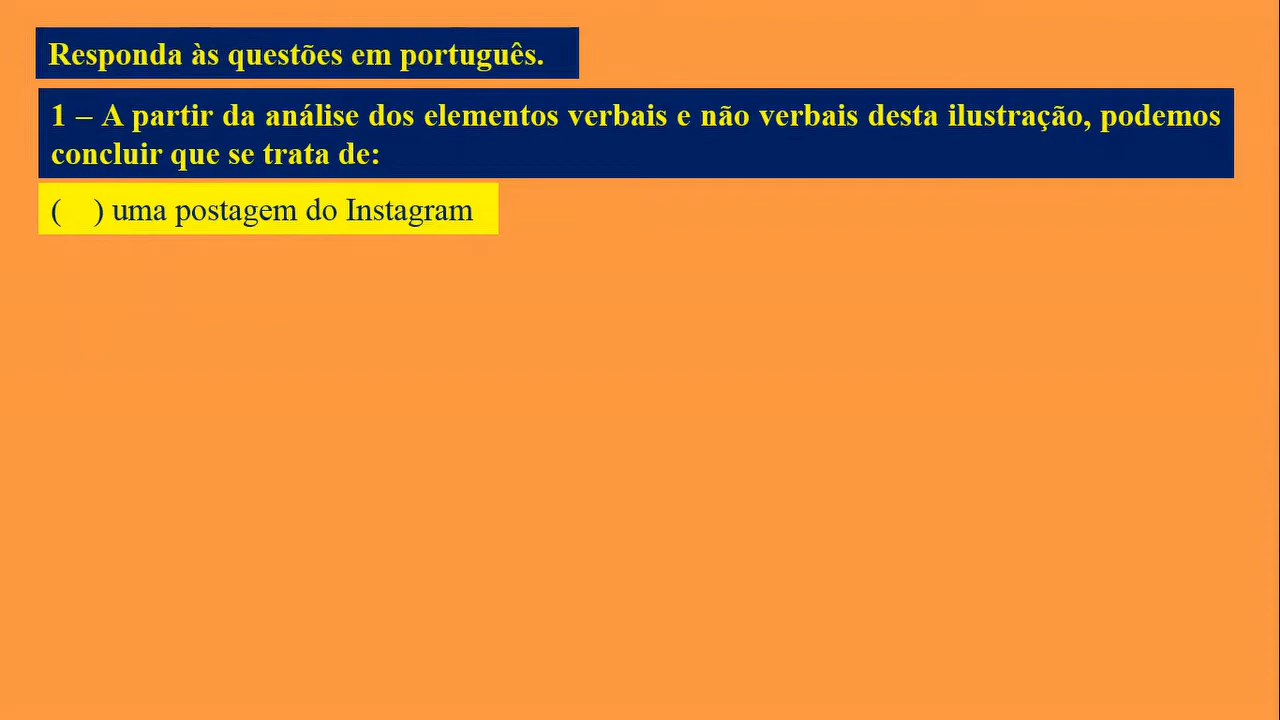 Responda às questões em português.
1 – A partir da análise dos elementos verbais e não verbais desta ilustração, podemos
concluir que se trata de:
( ) uma postagem do Instagram